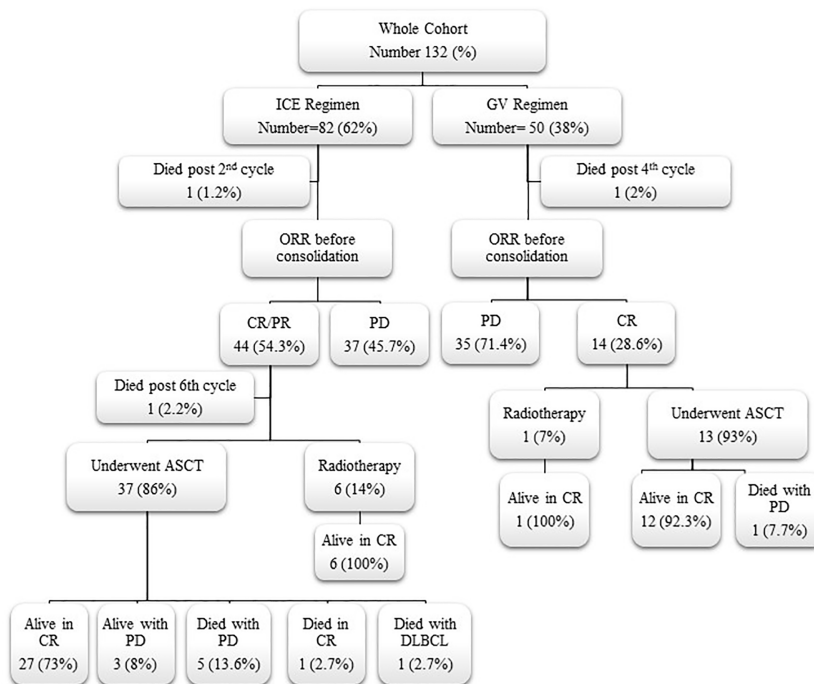 Whole Cohort
Number 132 (%)
ICE Regimen
Number=82 (62%)
GV Regimen
Number= 50 (38%)
Died post 2nd cycle
1 (1.2%)
Died post 4th cycle
1 (2%)
ORR before
consolidation
ORR before
consolidation
CR/PR
44 (54.3%)
PD
37 (45.7%)
PD
35 (71.4%)
CR
14 (28.6%)
Died post 6th cycle
1 (2.2%)
Radiotherapy
1 (7%)
Underwent ASCT
13 (93%)
Underwent ASCT
37 (86%)
Radiotherapy
6 (14%)
Alive in CR
1 (100%)
Alive in CR
12 (92.3%)
Died with
PD
1 (7.7%)
Alive in CR
6 (100%)
Alive in
CR
27 (73%)
Alive with
PD
3 (8%)
Died with
PD
5 (13.6%)
Died in
CR
1 (2.7%)
Died with
DLBCL
1 (2.7%)